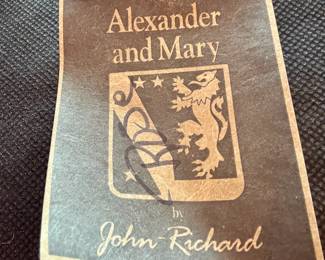 Alexander
and Mary
by
John-Richard